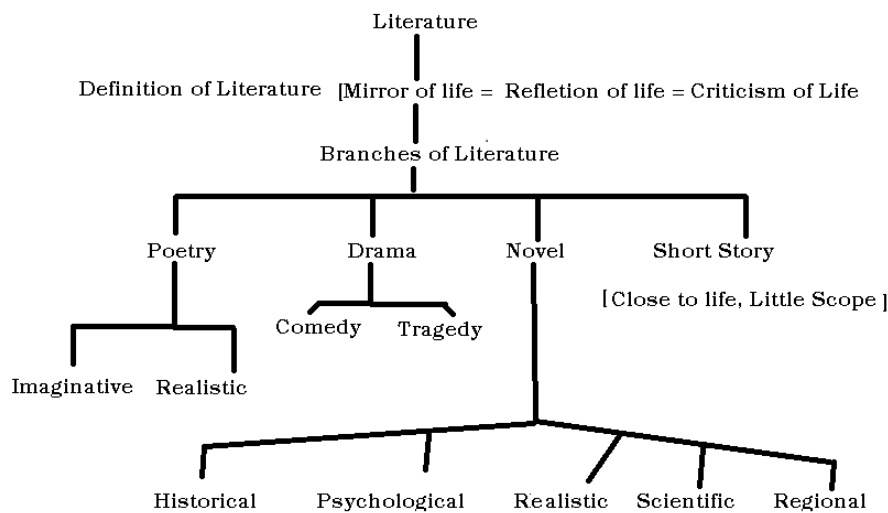 Literature
Definition of Literature [Mirror of life = Refletion of life = Criticism of Life
Branches of Literature
Poetry Drama Novel Short Story
[Close to life, Little Scope]
Comedy Tragedy
Imaginative Realistic
Historical Psychological Realistic Scientific Regional